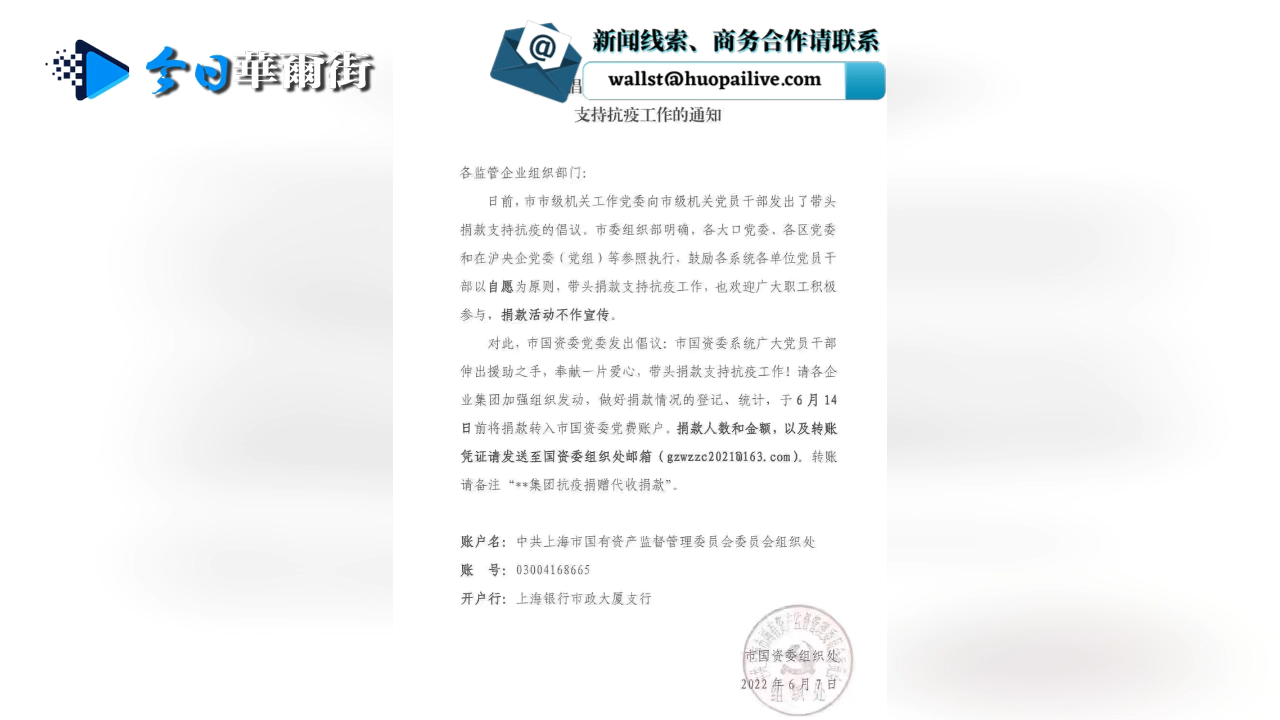 今日華爾街
新闻线索、商务合作请联系
wallst@huopailive.com
倡
支持抗疫工作的通知
各监管企业组织部门：
日前，市市级机关工作党委向市级机关党员干部发出了带头
捐款支持抗疫的倡议。市委组织部明确，各大口党委、各区党委
和在沪央企党委（党组）等参照执行，鼓励各系统各单位党员干
部以自愿为原则，带头捐款支持抗疫工作，也欢迎广大职工积极
参与，捐款活动不作宣传。
对此，市国资委党委发出倡议：市国资委系统广大党员干部
伸出援助之手，奉献一片爱心，带头捐款支持抗疫工作！请各企
业集团加强组织发动，做好捐款情况的登记、统计，于 6 月 14
日前将捐款转入市国资委党费账户。捐款人数和金额，以及转账
凭证请发送至国资委组织处邮箱（gzwzzc2021@163.com）。转账
请备注“**集团抗疫捐赠代收捐款”。
账户名：中共上海市国有资产监督管理委员会委员会组织处
账 号：03004168665
开户行：上海银行市政大厦支行
市国资委组织处
2022 年 6 月 7 日
组织处